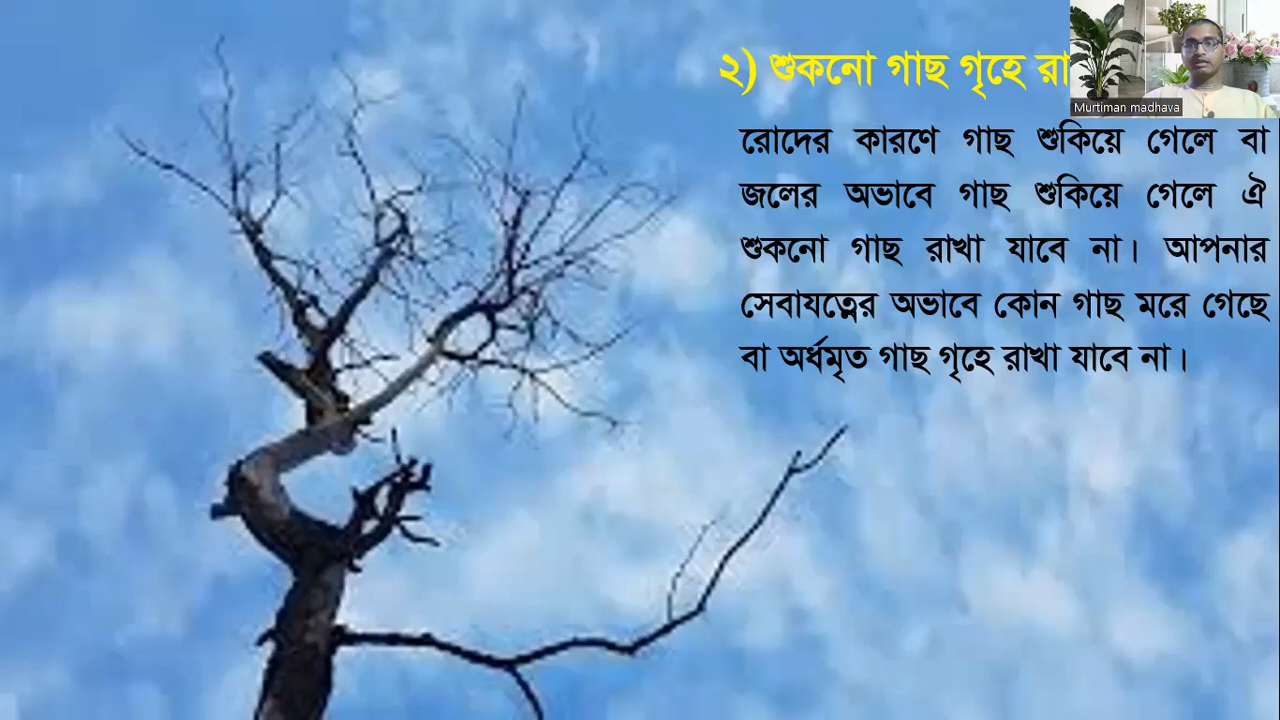 ২) শুকনো গাছ গৃহে রা
Murtiman madhava
রোদের কারণে গাছ শুকিয়ে গেলে বা
জলের অভাবে গাছ শুকিয়ে গেলে ঐ
শুকনো গাছ রাখা যাবে না। আপনার
সেবাযত্নের অভাবে কোন গাছ মরে গেছে
বা অর্ধমৃত গাছ গৃহে রাখা যাবে না।